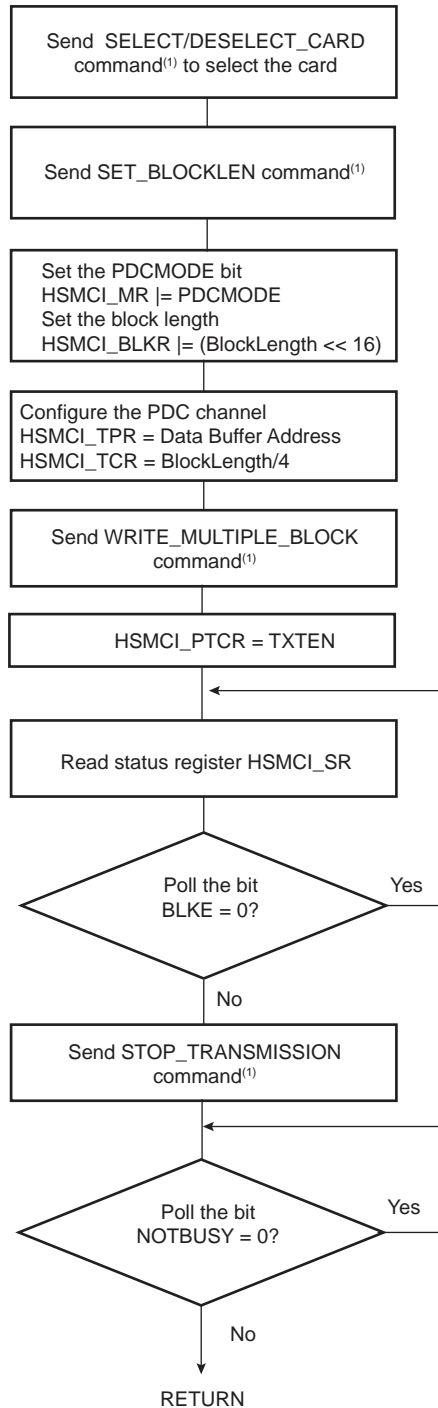 Send SELECT/DESELECT_CARD
command(1) to select the card
Send SET_BLOCKLEN command(1)
Set the PDCMODE bit
HSMCI_MR |= PDCMODE
Set the block length
HSMCI_BLKR |= (BlockLength << 16)
Configure the PDC channel
HSMCI_TPR = Data Buffer Address
HSMCI_TCR = BlockLength/4
Send WRITE_MULTIPLE_BLOCK
command(1)
HSMCI_PTCR = TXTEN
Read status register HSMCI_SR
Poll the bit
BLKE = 0?
Yes
No
Send STOP_TRANSMISSION
command(1)
Poll the bit
NOTBUSY = 0?
Yes
No
RETURN